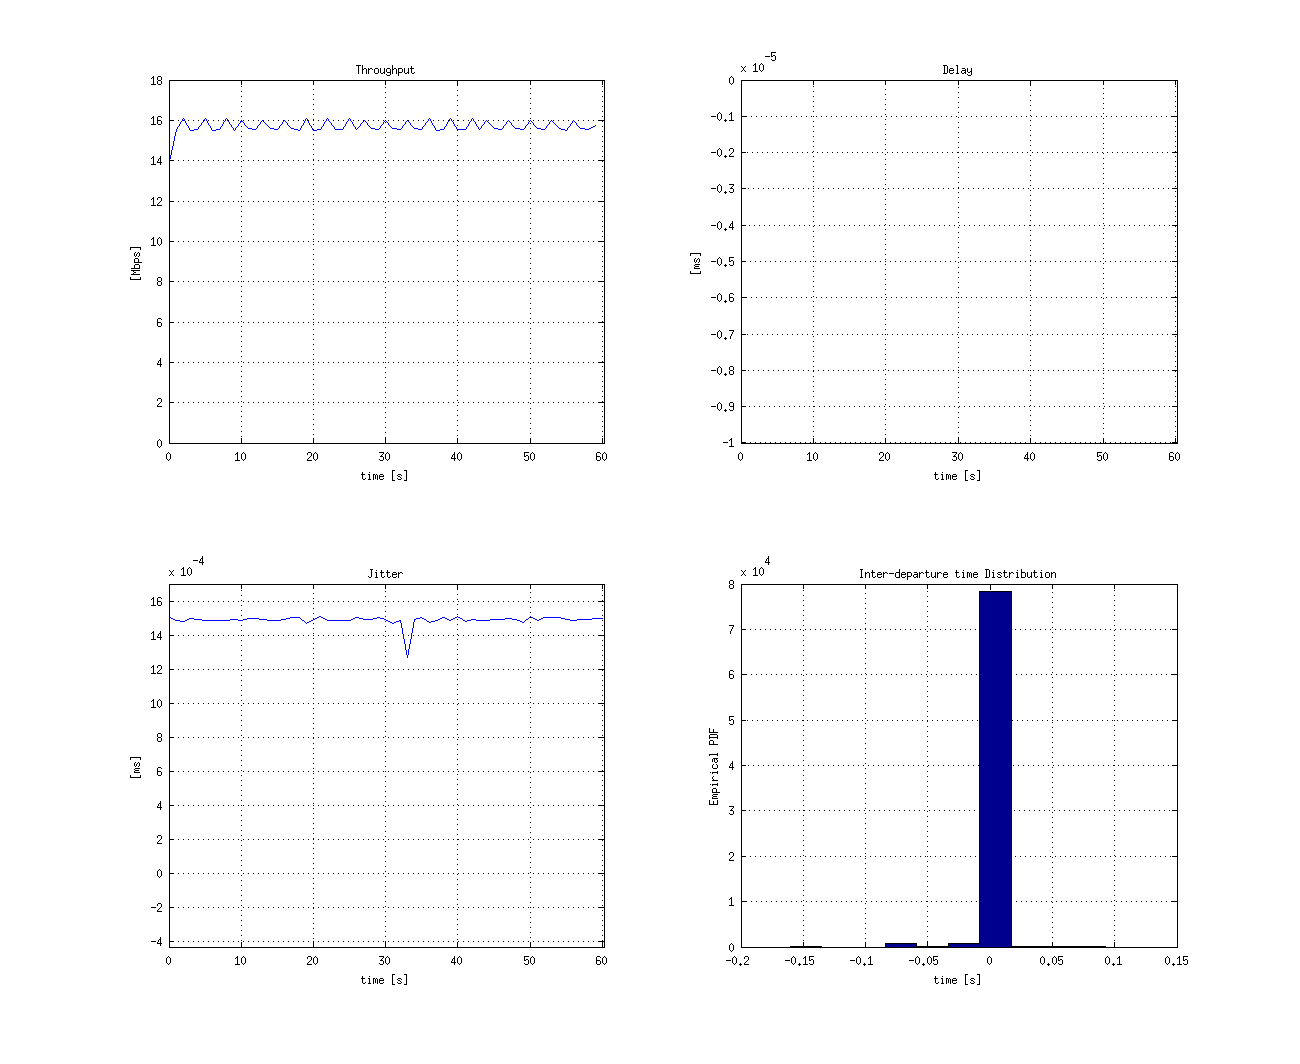 Throughput
18
16
14
12
10
8
6
4
2
0
[Mbps]
0 10 20 30 40 50 60
time [s]
x 10 -5
Delay
0
-0.1
-0.2
-0.3
-0.4
-0.5
-0.6
-0.7
-0.8
-0.9
-1
[ms]
0 10 20 30 40 50 60
time [s]
x 10 -4
Jitter
16
14
12
10
8
6
4
2
0
-2
-4
[ms]
0 10 20 30 40 50 60
time [s]
x 10 4
Inter-departure time Distribution
8
7
6
5
4
3
2
1
0
Empirical PDF
-0.2 -0.15 -0.1 -0.05 0 0.05 0.1 0.15
time [s]